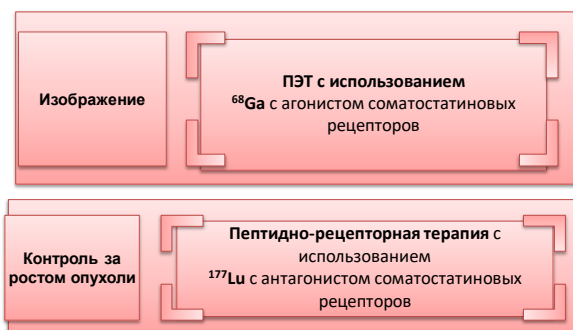 Изображение
ПЭТ с использованием
⁶⁸Ga с агонистом соматостатиновых
рецепторов
Контроль за
ростом опухоли
Пептидно-рецепторная терапия с
использованием
¹⁷⁷Lu с антагонистом соматостатиновых
рецепторов